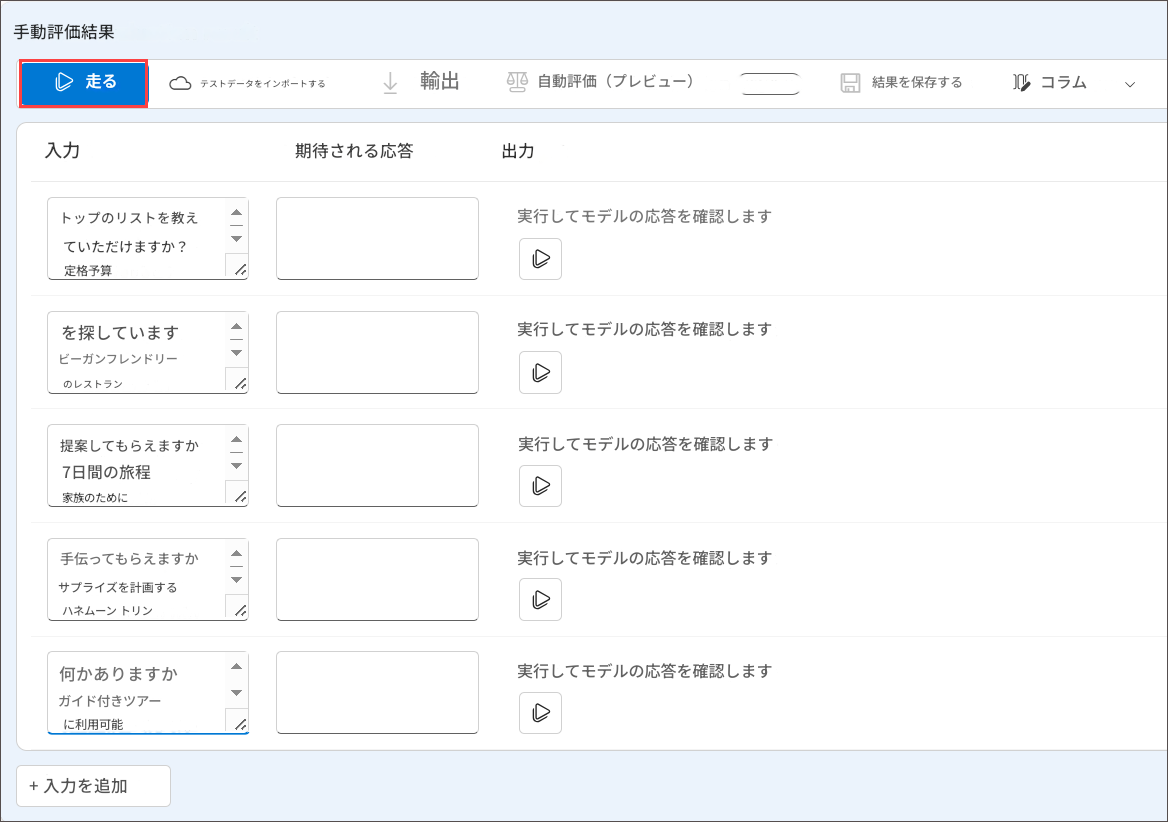 手動評価結果
走る
テストデータをインポートする
輸出
自動評価（プレビュー）
結果を保存する
コラム
入力
期待される応答
出力
トップのリストを教え
ていただけますか？
定格予算
実行してモデルの応答を確認します
を探しています
ビーガンフレンドリー
のレストラン
実行してモデルの応答を確認します
提案してもらえますか
7日間の旅程
家族のために
実行してモデルの応答を確認します
手伝ってもらえますか
サプライズを計画する
ハネムーン トリン
実行してモデルの応答を確認します
何かありますか
ガイド付きツアー
に利用可能
実行してモデルの応答を確認します
+ 入力を追加